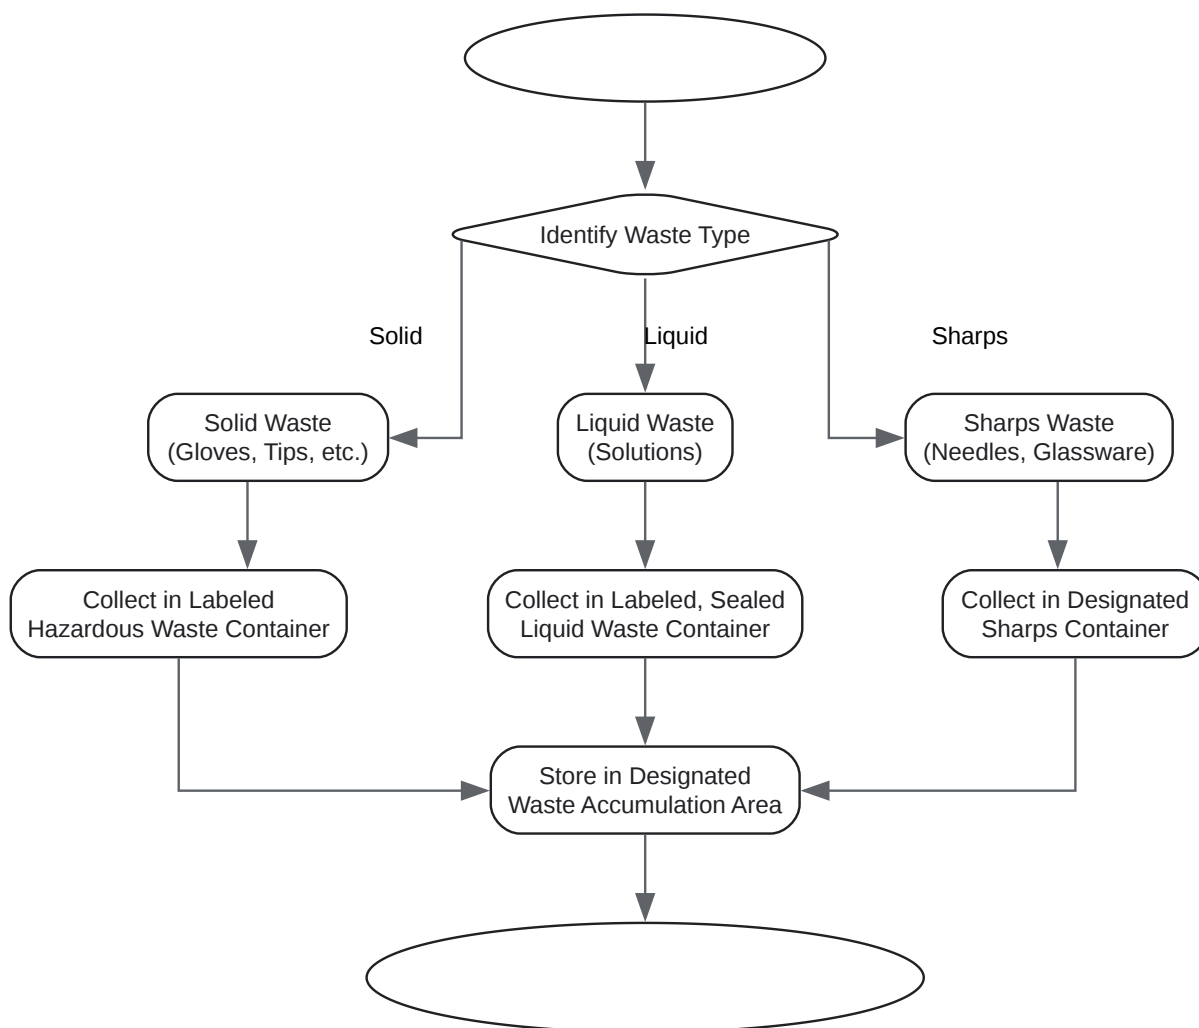 Identify Waste Type
Solid
Liquid
Sharps
Solid Waste
(Gloves, Tips, etc.)
Liquid Waste
(Solutions)
Sharps Waste
(Needles, Glassware)
Collect in Labeled
Hazardous Waste Container
Collect in Labeled, Sealed
Liquid Waste Container
Collect in Designated
Sharps Container
Store in Designated
Waste Accumulation Area